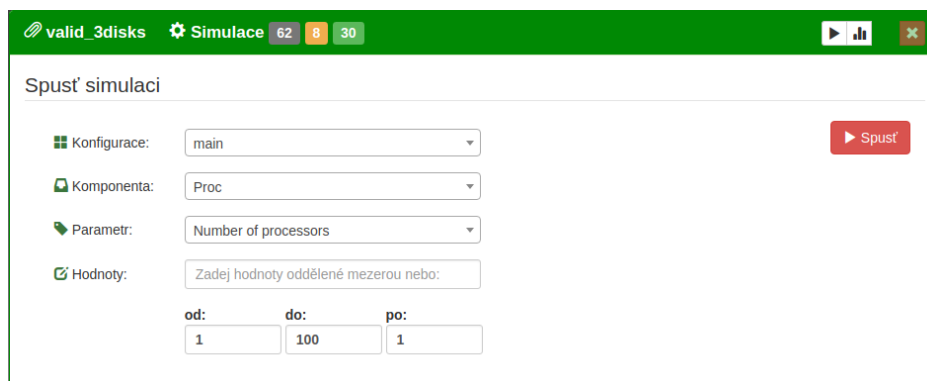 valid_3disks Simulace 62 8 30
Spusť simulaci
Konfigurace: main
Spusť
Komponenta: Proc
Parametr: Number of processors
Hodnoty: Zadej hodnoty oddělené mezerou nebo:
od: do: po:
1 100 1